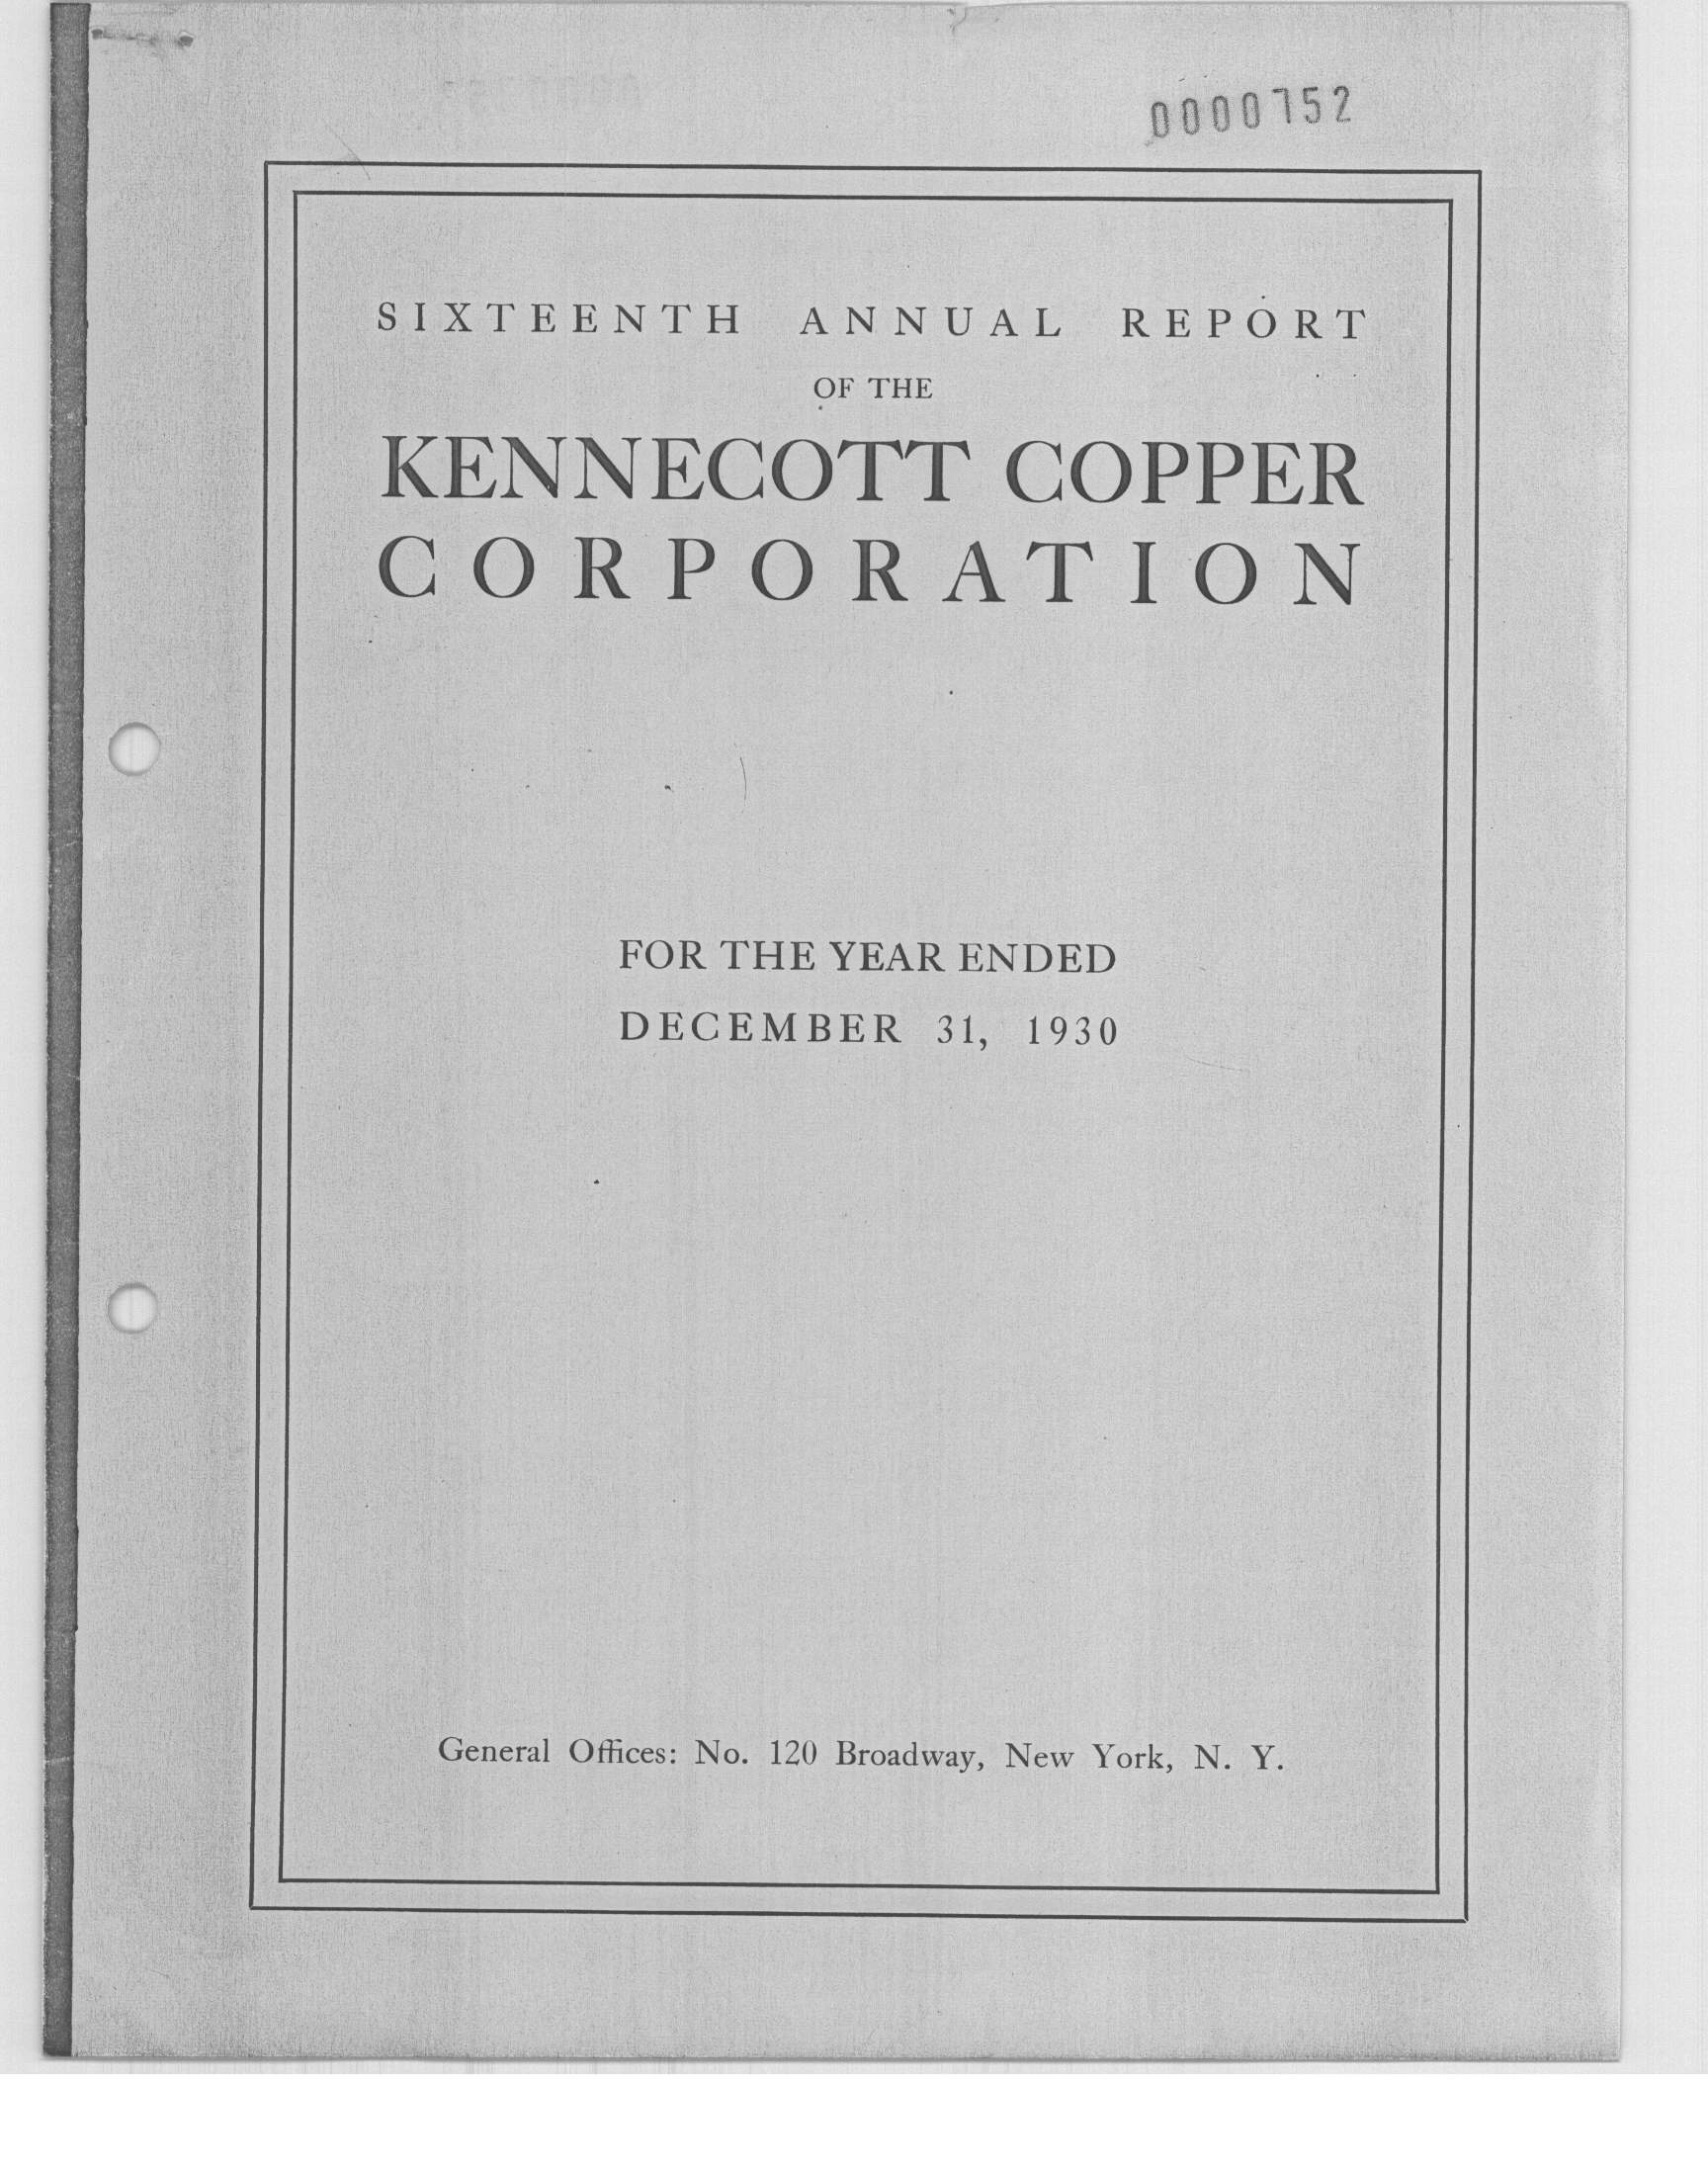 0000752
SIXTEENTH ANNUAL REPORT
OF THE
KENNECOTT COPPER
CORPORATION
FOR THE YEAR ENDED
DECEMBER 31, 1930
General Offices: No. 120 Broadway, New York, N. Y.